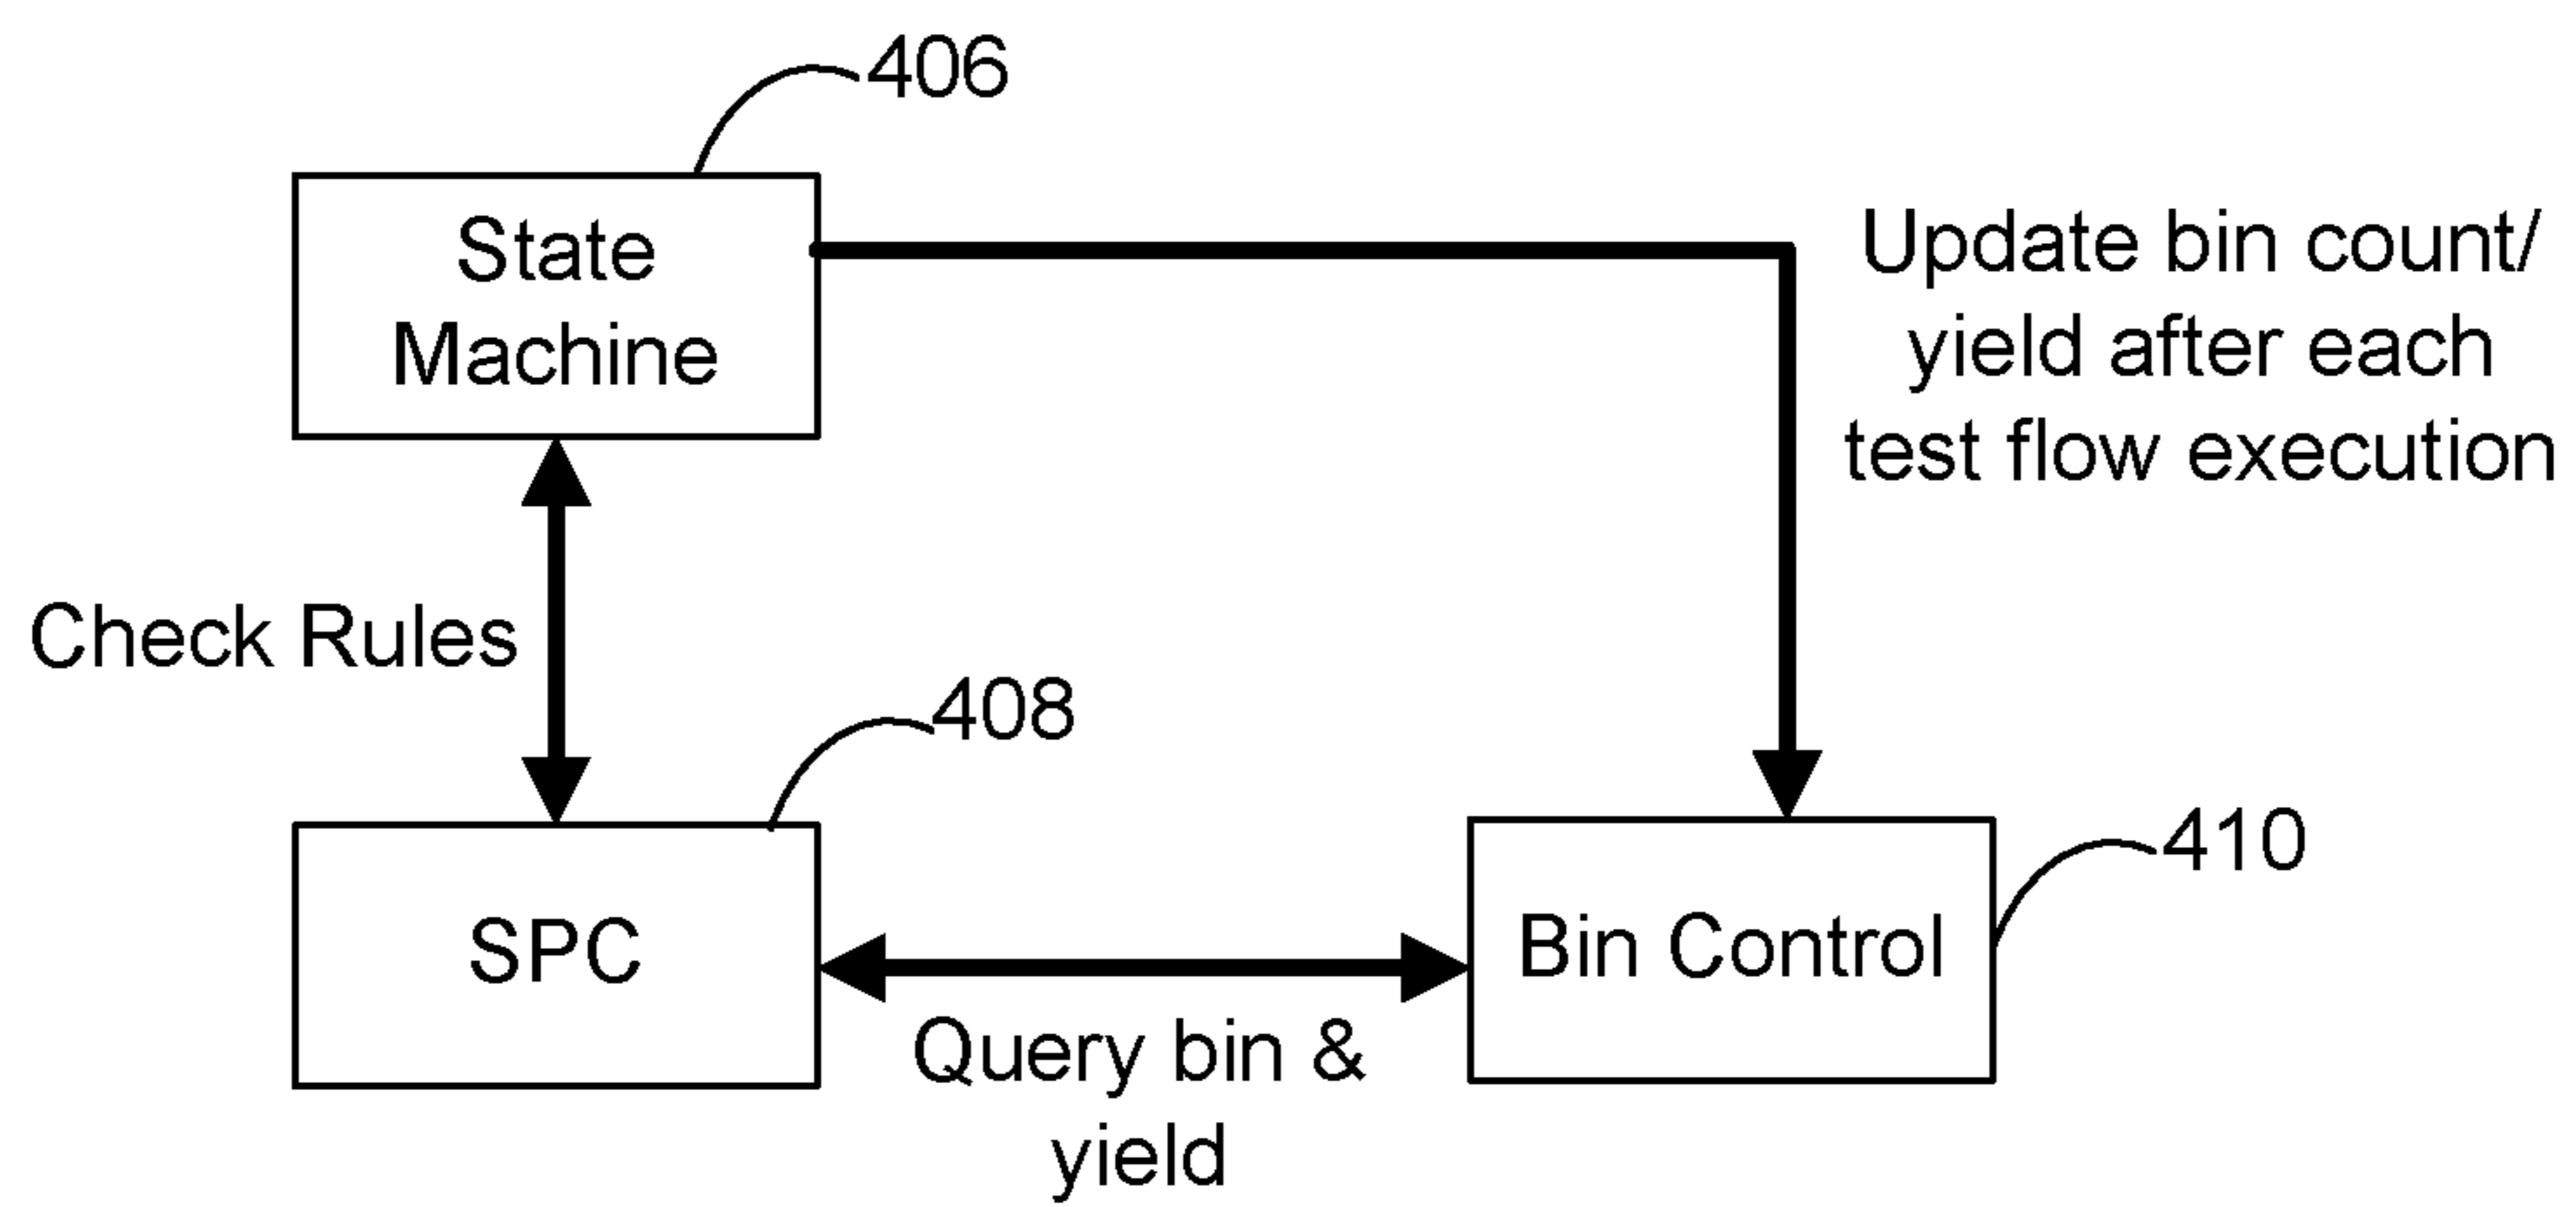 406
State
Machine
Update bin count/
yield after each
test flow execution
Check Rules
408
410
SPC
Bin Control
Query bin &
yield